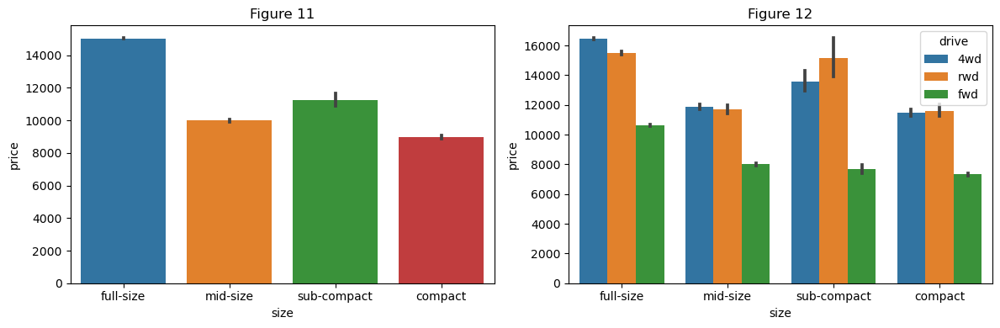 Figure 11
14000
12000
10000
8000
6000
4000
2000
0
price
full-size
mid-size
sub-compact
compact
size
Figure 12
16000
14000
12000
10000
8000
6000
4000
2000
0
price
drive
4wd
rwd
fwd
full-size
mid-size
sub-compact
compact
size